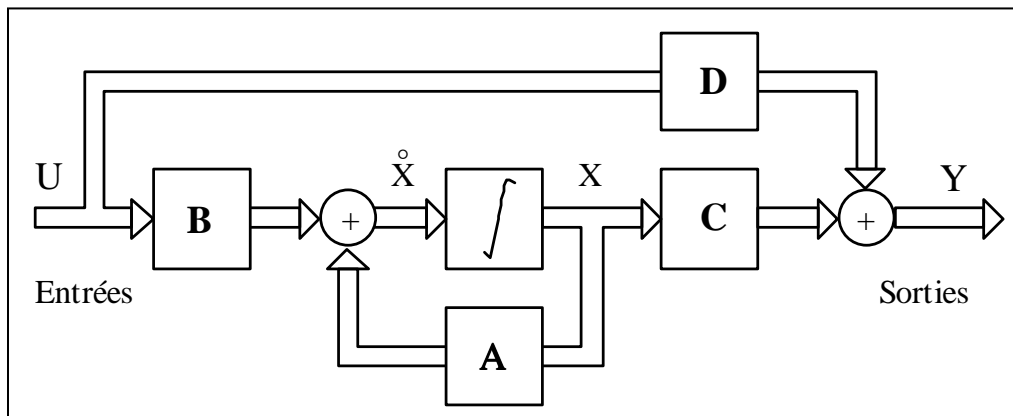 D
U
B
+
X̊
∫
X
C
+
Y
Entrées
Sorties
A